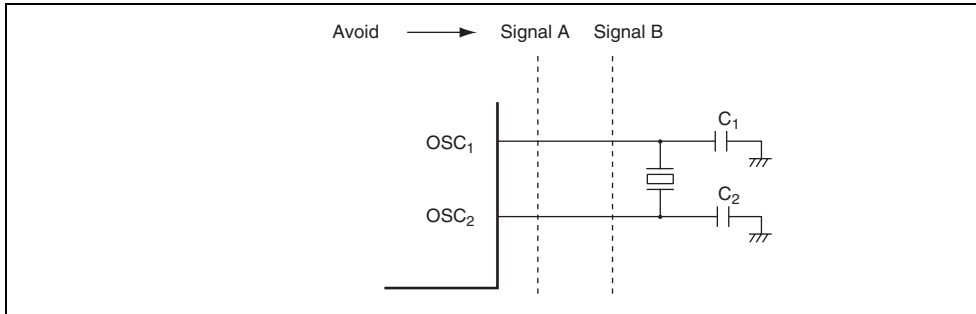 Avoid Signal A Signal B
OSC₁
C₁
OSC₂
C₂